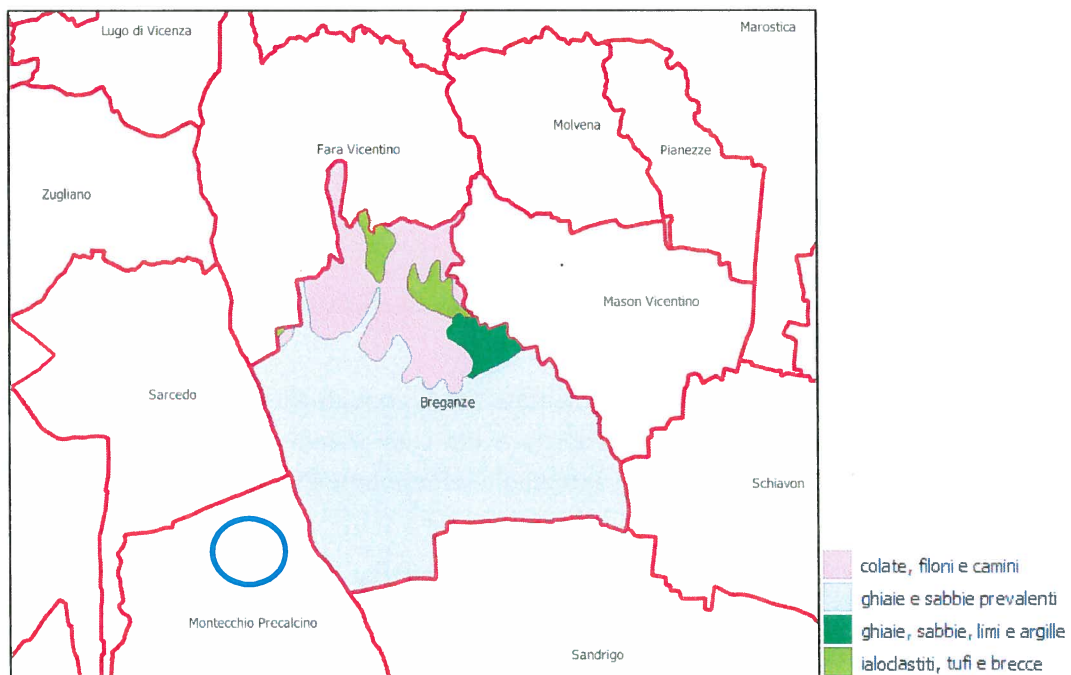 Lugo di Vicenza
Marostica
Molvena
Fara Vicentino
Pianezze
Zugliano
Mason Vicentino
Sarcedo
Breganze
Schiavon
Montecchio Precalcino
Sandrigo
colate, filoni e camini
ghiaie e sabbie prevalenti
ghiaie, sabbie, limi e argille
ialoclastiti, tufi e brecce